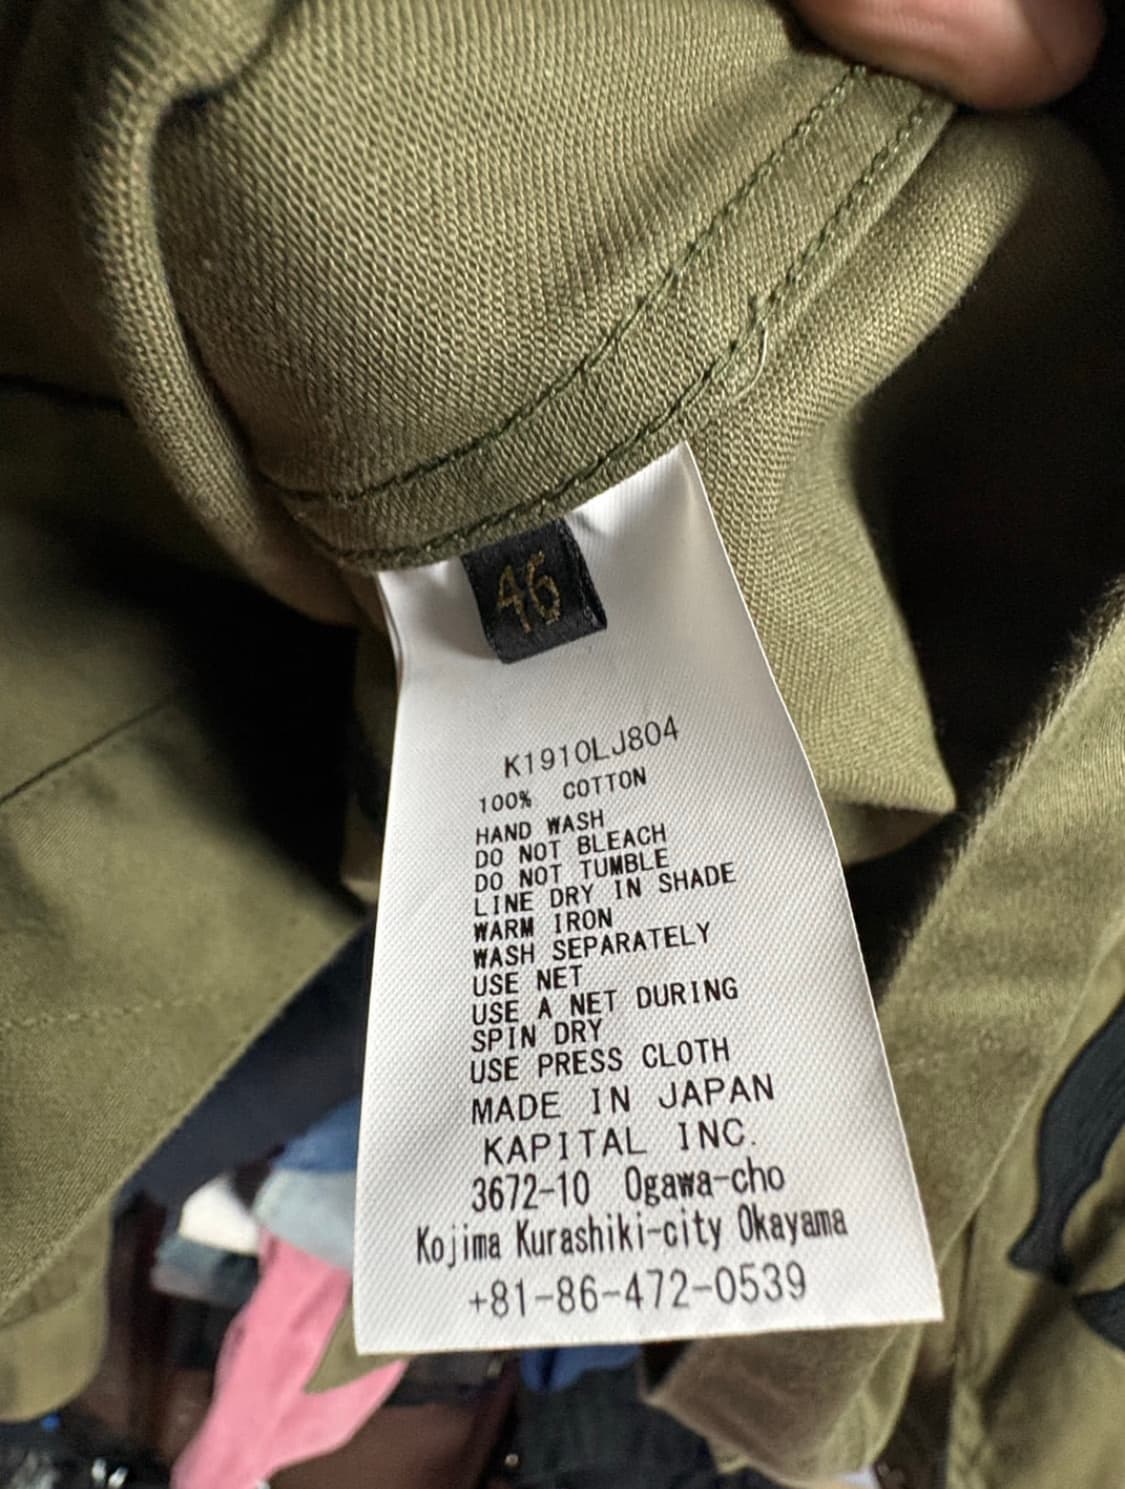 46
K1910LJ804
100% COTTON
HAND WASH
DO NOT BLEACH
DO NOT TUMBLE
LINE DRY IN SHADE
WARM IRON
WASH SEPARATELY
USE NET
USE A NET DURING
SPIN DRY
USE PRESS CLOTH
MADE IN JAPAN
KAPITAL INC.
3672-10 Ogawa-cho
Kojima Kurashiki-city Okayama
+81-86-472-0539